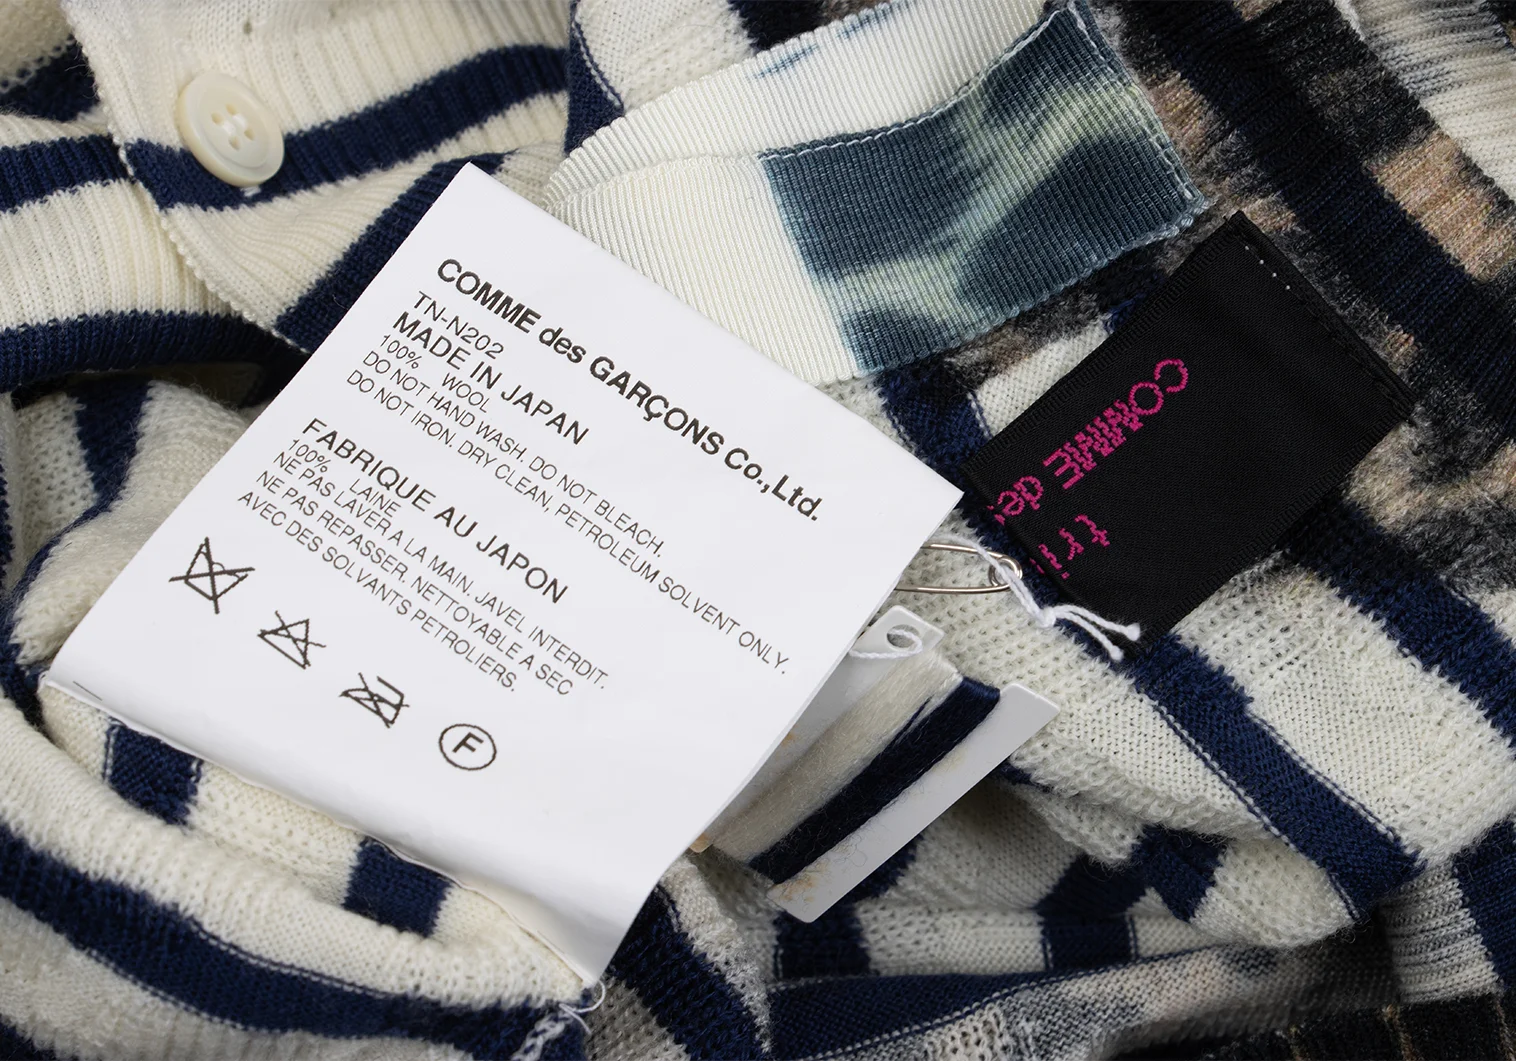 COMME des GARÇONS Co.,Ltd.
TN-N202
MADE IN JAPAN
100% WOOL
DO NOT HAND WASH. DO NOT BLEACH.
DO NOT IRON. DRY CLEAN, PETROLEUM SOLVENT ONLY.
FABRIQUE AU JAPON
100% LAINE
NE PAS LAVER A LA MAIN. JAVEL INTERDIT.
NE PAS REPASSER. NETTOYABLE A SEC
AVEC DES SOLVANTS PETROLIERS.
F
COMME
des